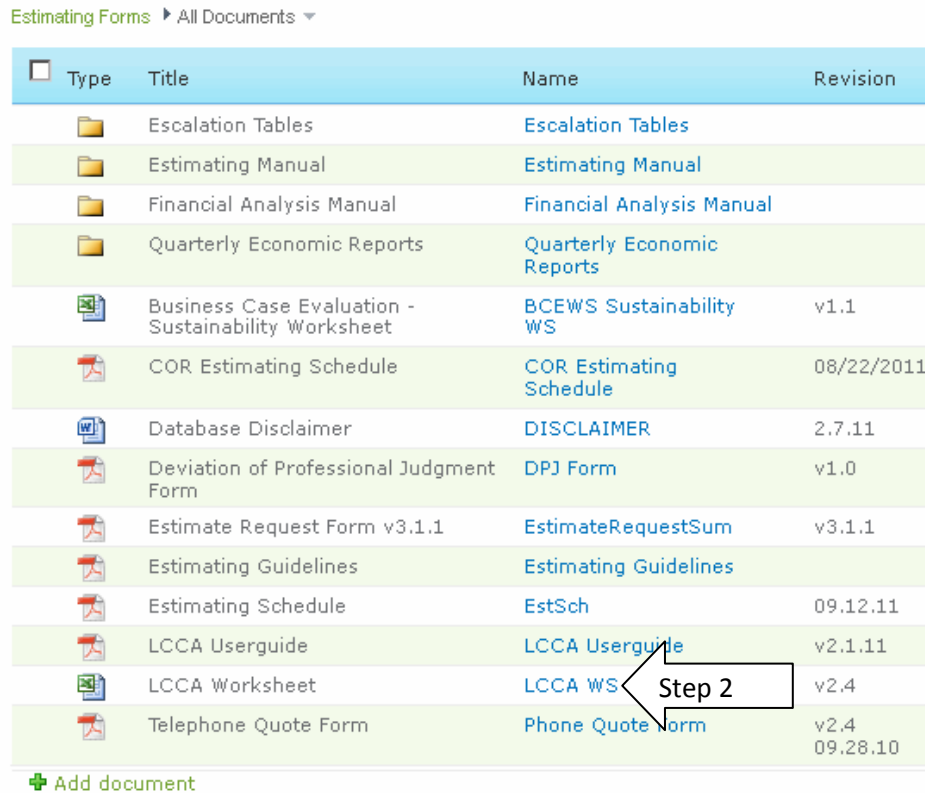 Estimating Forms All Documents
Type Title Name Revision
Escalation Tables Escalation Tables
Estimating Manual Estimating Manual
Financial Analysis Manual Financial Analysis Manual
Quarterly Economic Reports Quarterly Economic
Reports
Business Case Evaluation - BCEWS Sustainability v1.1
Sustainability Worksheet WS
COR Estimating Schedule COR Estimating 08/22/2011
Schedule
Database Disclaimer DISCLAIMER 2.7.11
Deviation of Professional Judgment DPJ Form v1.0
Form
Estimate Request Form v3.1.1 EstimateRequestSum v3.1.1
Estimating Guidelines Estimating Guidelines
Estimating Schedule EstSch 09.12.11
LCCA Userguide LCCA Userguide v2.1.11
LCCA Worksheet LCCA WS Step 2 v2.4
Telephone Quote Form Phone Quote Form v2.4
09.28.10
Add document